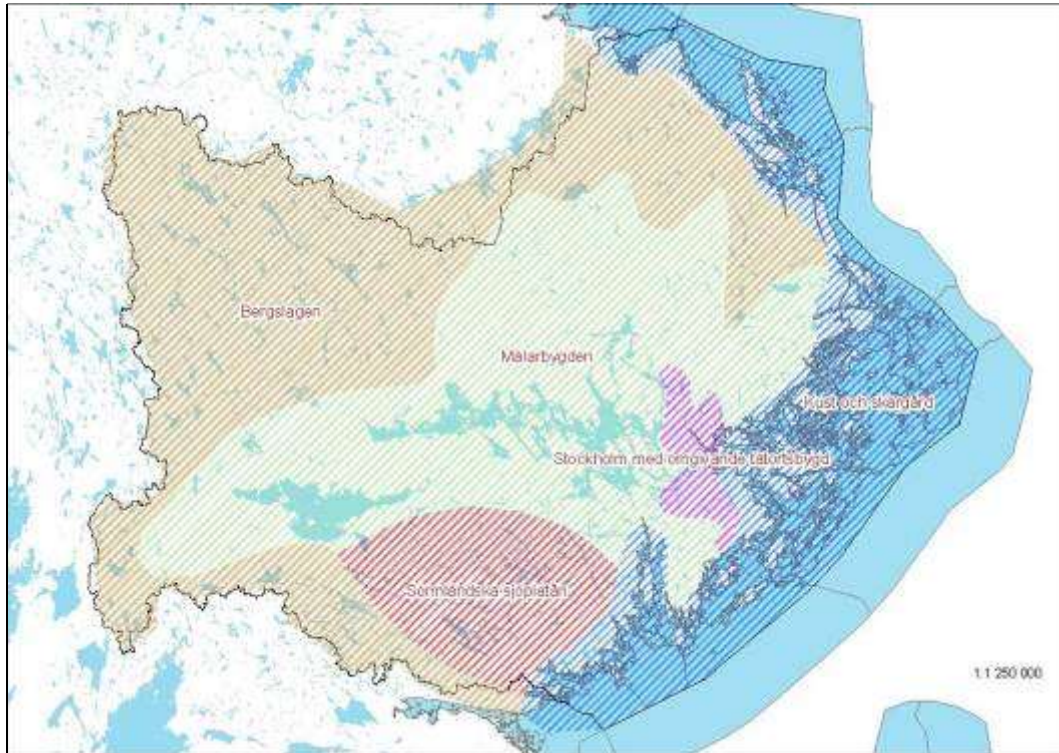 Bergslagen
Mälarbygden
Kust och skärgård
Stockholm med omgivande tätortsbygd
Sörmländska sjöplatån
1:1 250 000